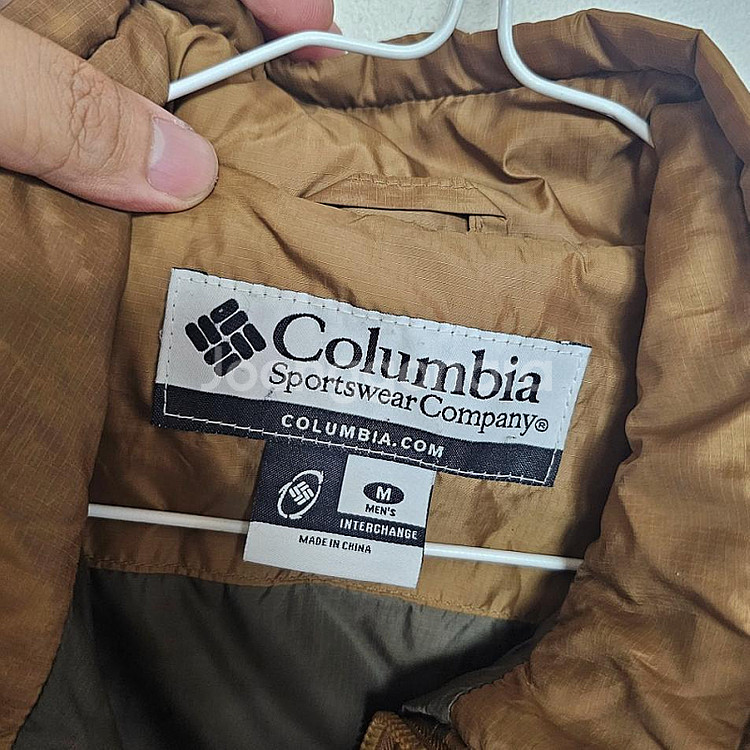 Columbia
Sportswear Company®
COLUMBIA.COM
M
MEN'S
INTERCHANGE
MADE IN CHINA